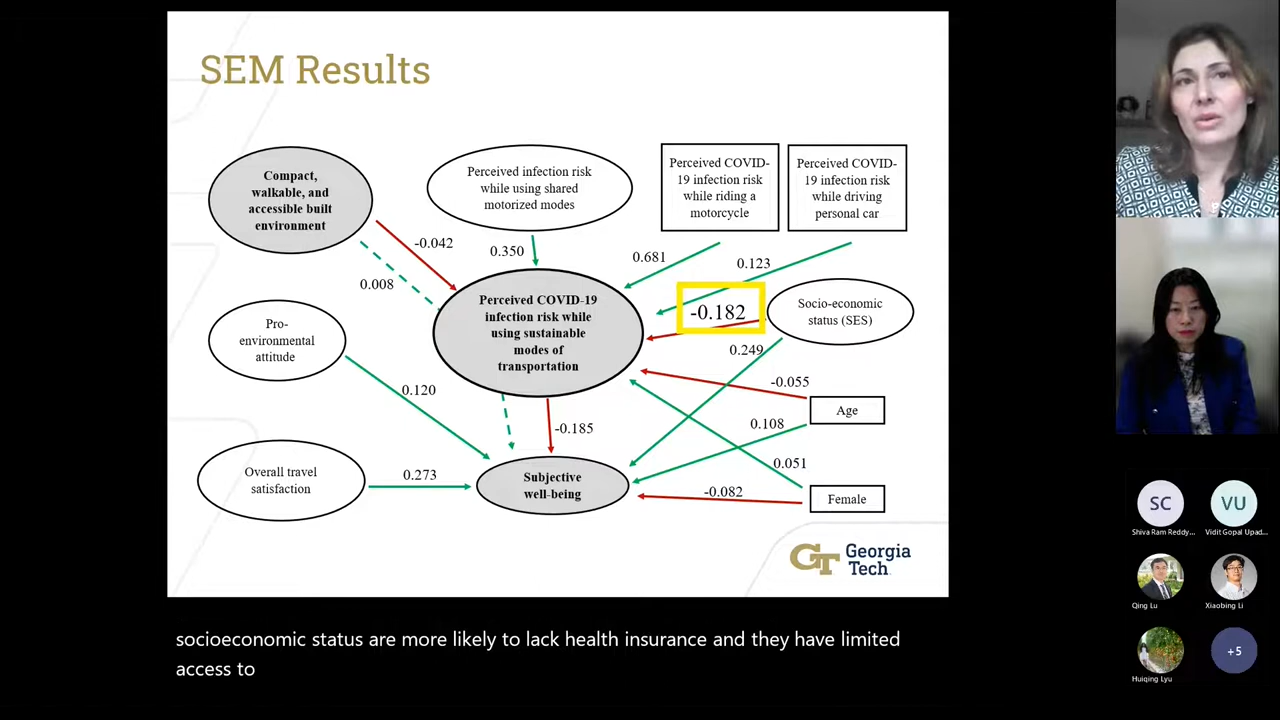 SEM Results
Compact,
walkable, and
accessible built
environment
Perceived infection risk
while using shared
motorized modes
Perceived COVID-
19 infection risk
while riding a
motorcycle
Perceived COVID-
19 infection risk
while driving
personal car
-0.042
0.350
0.681
0.123
0.008
Perceived COVID-19
infection risk while
using sustainable
modes of
transportation
-0.182
Socio-economic
status (SES)
Pro-
environmental
attitude
0.249
-0.055
0.120
Age
-0.185
0.108
0.051
Overall travel
satisfaction
0.273
Subjective
well-being
-0.082
Female
GT
Georgia
Tech
socioeconomic status are more likely to lack health insurance and they have limited
access to
SC
VU
Shiva Ram Reddy...
Vidit Gopal Upad...
Qing Lu
Xiaobing Li
Huiqing Lyu
+5